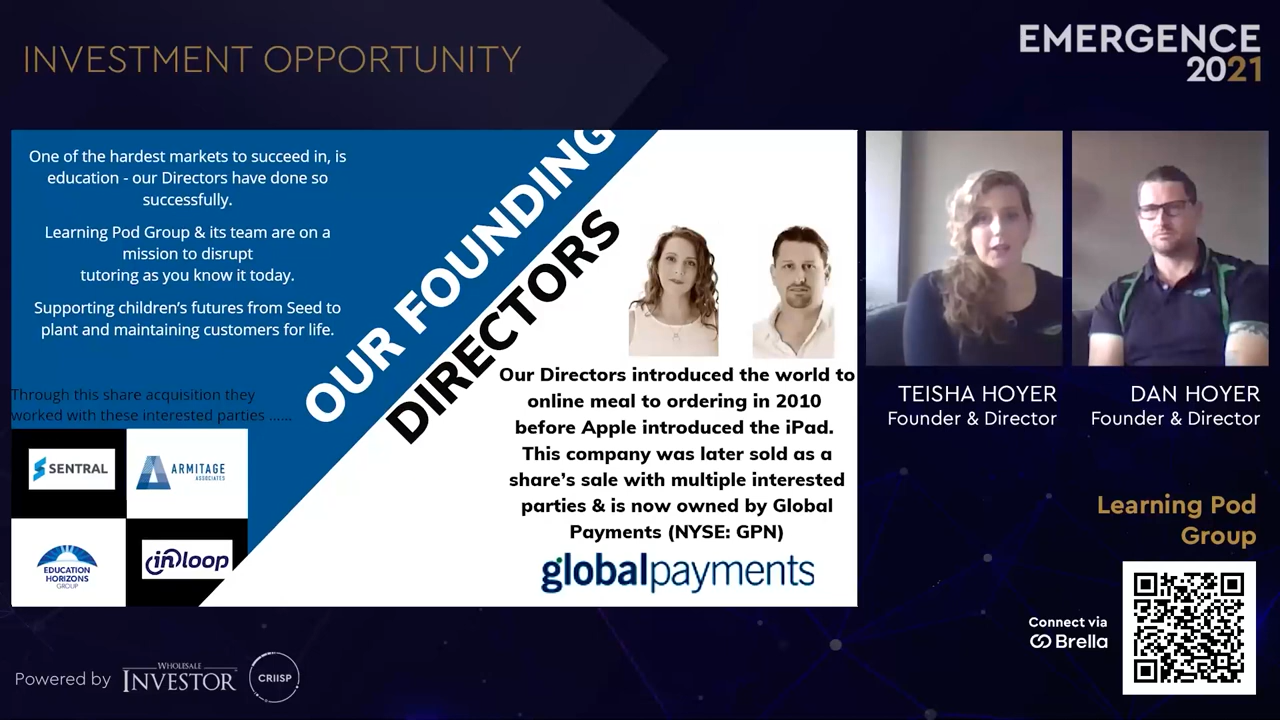 INVESTMENT OPPORTUNITY
EMERGENCE
2021
One of the hardest markets to succeed in, is
education - our Directors have done so
successfully.
Learning Pod Group & its team are on a
mission to disrupt
tutoring as you know it today.
Supporting children's futures from Seed to
plant and maintaining customers for life.
Through this share acquisition they
worked with these interested parties ......
SENTRAL
ARMITAGE
ASSOCIATES
EDUCATION
HORIZONS
GROUP
inloop
OUR FOUNDING
DIRECTORS
Our Directors introduced the world to
online meal to ordering in 2010
before Apple introduced the iPad.
This company was later sold as a
share's sale with multiple interested
parties & is now owned by Global
Payments (NYSE: GPN)
globalpayments
TEISHA HOYER
Founder & Director
DAN HOYER
Founder & Director
Learning Pod
Group
Connect via
Brella
Powered by
WHOLESALE
INVESTOR
CRIISP